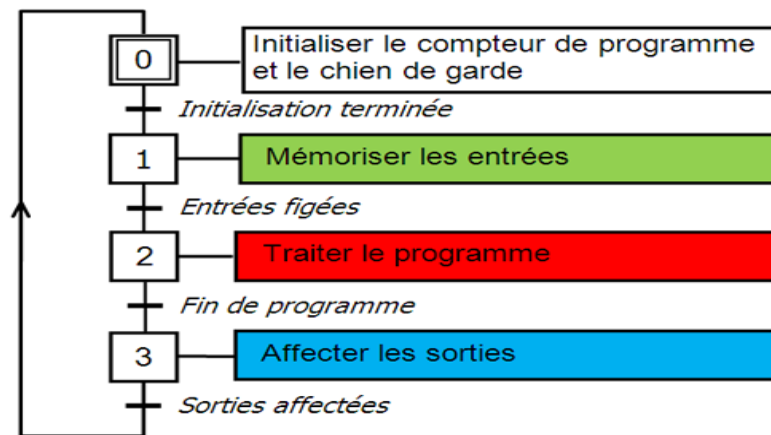 0
Initialiser le compteur de programme
et le chien de garde
Initialisation terminée
1
Mémoriser les entrées
Entrées figées
2
Traiter le programme
Fin de programme
3
Affecter les sorties
Sorties affectées